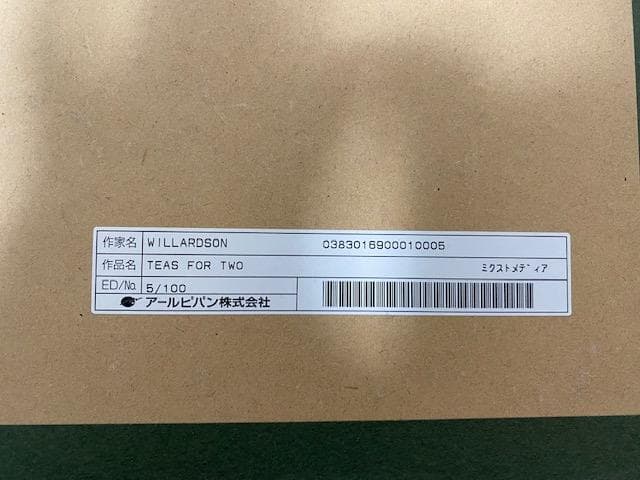 作家名 WILLARDSON 0383016900010005
作品名 TEAS FOR TWO ミクストメディア
ED/No. 5/100
アールビバン株式会社